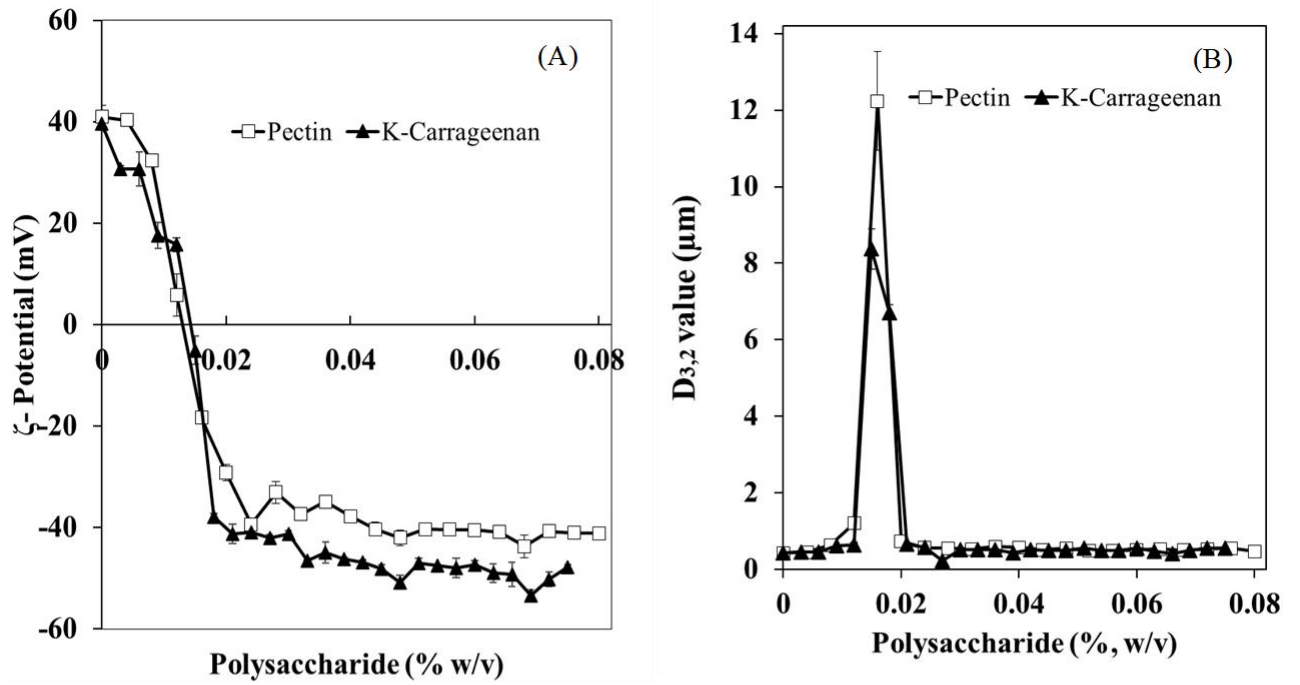 (A)
60
40
20
0
-20
-40
-60
ζ- Potential (mV)
Pectin K-Carrageenan
0 0.02 0.04 0.06 0.08
Polysaccharide (% w/v)
(B)
14
12
10
8
6
4
2
0
D3,2 value (µm)
Pectin K-Carrageenan
0 0.02 0.04 0.06 0.08
Polysaccharide (%, w/v)